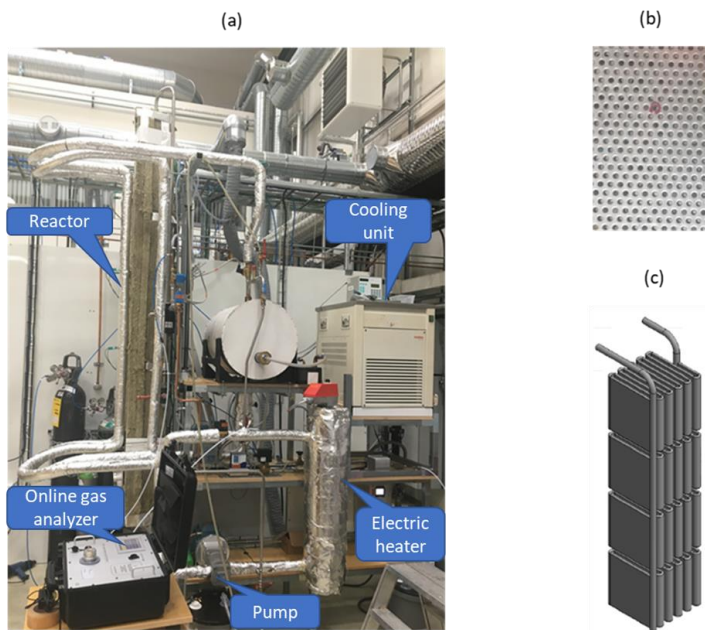 (a)
(b)
Reactor
Cooling
unit
(c)
Online gas
analyzer
Electric
heater
Pump